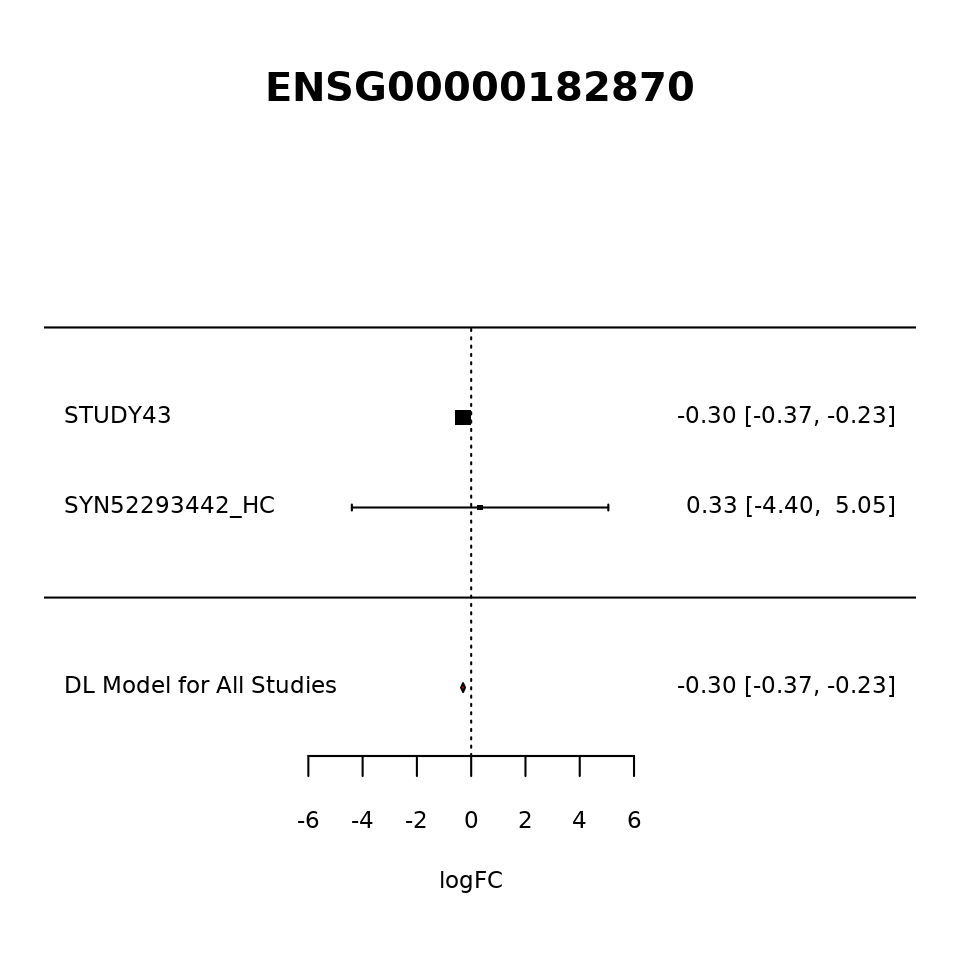 ENSG00000182870
STUDY43 -0.30 [-0.37, -0.23]
SYN52293442_HC 0.33 [-4.40, 5.05]
DL Model for All Studies -0.30 [-0.37, -0.23]
-6 -4 -2 0 2 4 6
logFC